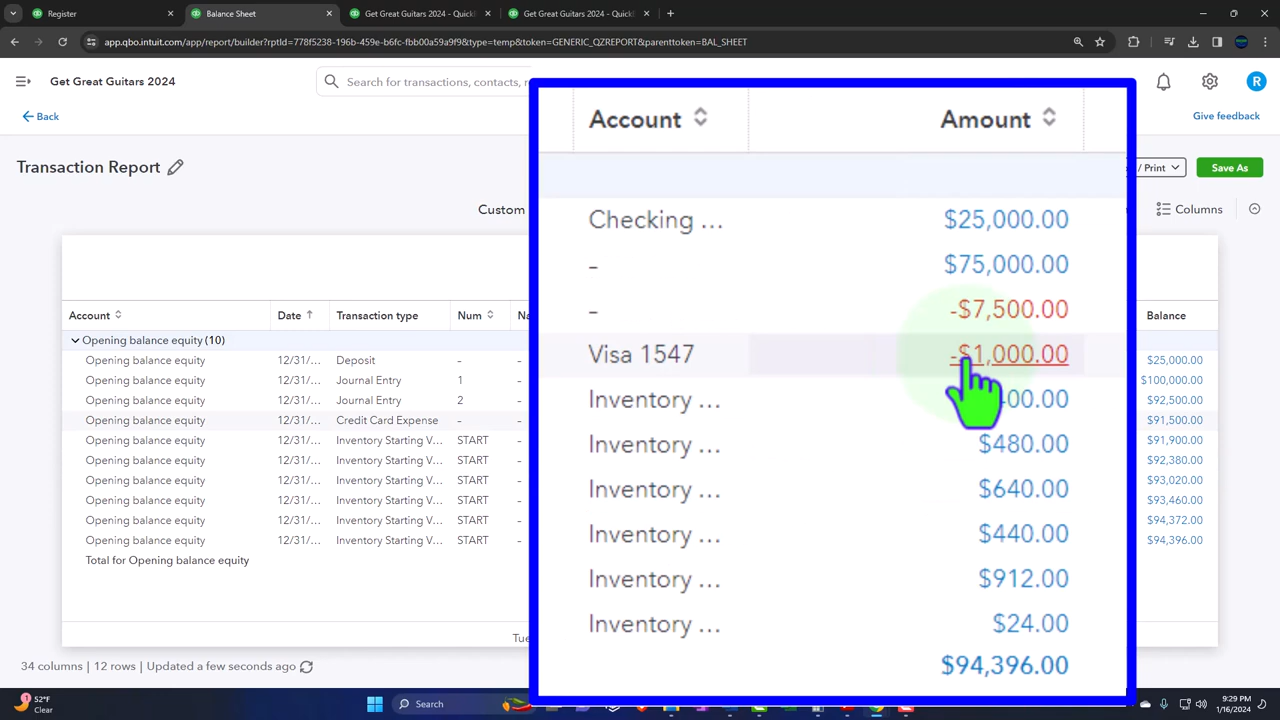 Register
Balance Sheet
Get Great Guitars 2024 - QuickB
Get Great Guitars 2024 - QuickB
app.qbo.intuit.com/app/report/builder?rptId=778f5238-196b-459e-b6fc-fbb00a59a9f9&type=temp&token=GENERIC_QZREPORT&parenttoken=BAL_SHEET
Get Great Guitars 2024
Search for transactions, contacts,
R
Back
Give feedback
Transaction Report
/ Print
Save As
Custom
Columns
Account Date Transaction type Num Na Balance
Opening balance equity (10)
Opening balance equity 12/31/... Deposit - - $25,000.00
Opening balance equity 12/31/... Journal Entry 1 - $100,000.00
Opening balance equity 12/31/... Journal Entry 2 - $92,500.00
Opening balance equity 12/31/... Credit Card Expense - - $91,500.00
Opening balance equity 12/31/... Inventory Starting V... START - $91,900.00
Opening balance equity 12/31/... Inventory Starting V... START - $92,380.00
Opening balance equity 12/31/... Inventory Starting V... START - $93,020.00
Opening balance equity 12/31/... Inventory Starting V... START - $93,460.00
Opening balance equity 12/31/... Inventory Starting V... START - $94,372.00
Opening balance equity 12/31/... Inventory Starting V... START - $94,396.00
Total for Opening balance equity
Tue
34 columns | 12 rows | Updated a few seconds ago
Account Amount
Checking ... $25,000.00
- $75,000.00
- -$7,500.00
Visa 1547 -$1,000.00
Inventory ... 00.00
Inventory ... $480.00
Inventory ... $640.00
Inventory ... $440.00
Inventory ... $912.00
Inventory ... $24.00
$94,396.00
52°F
Clear
Search
9:29 PM
1/16/2024